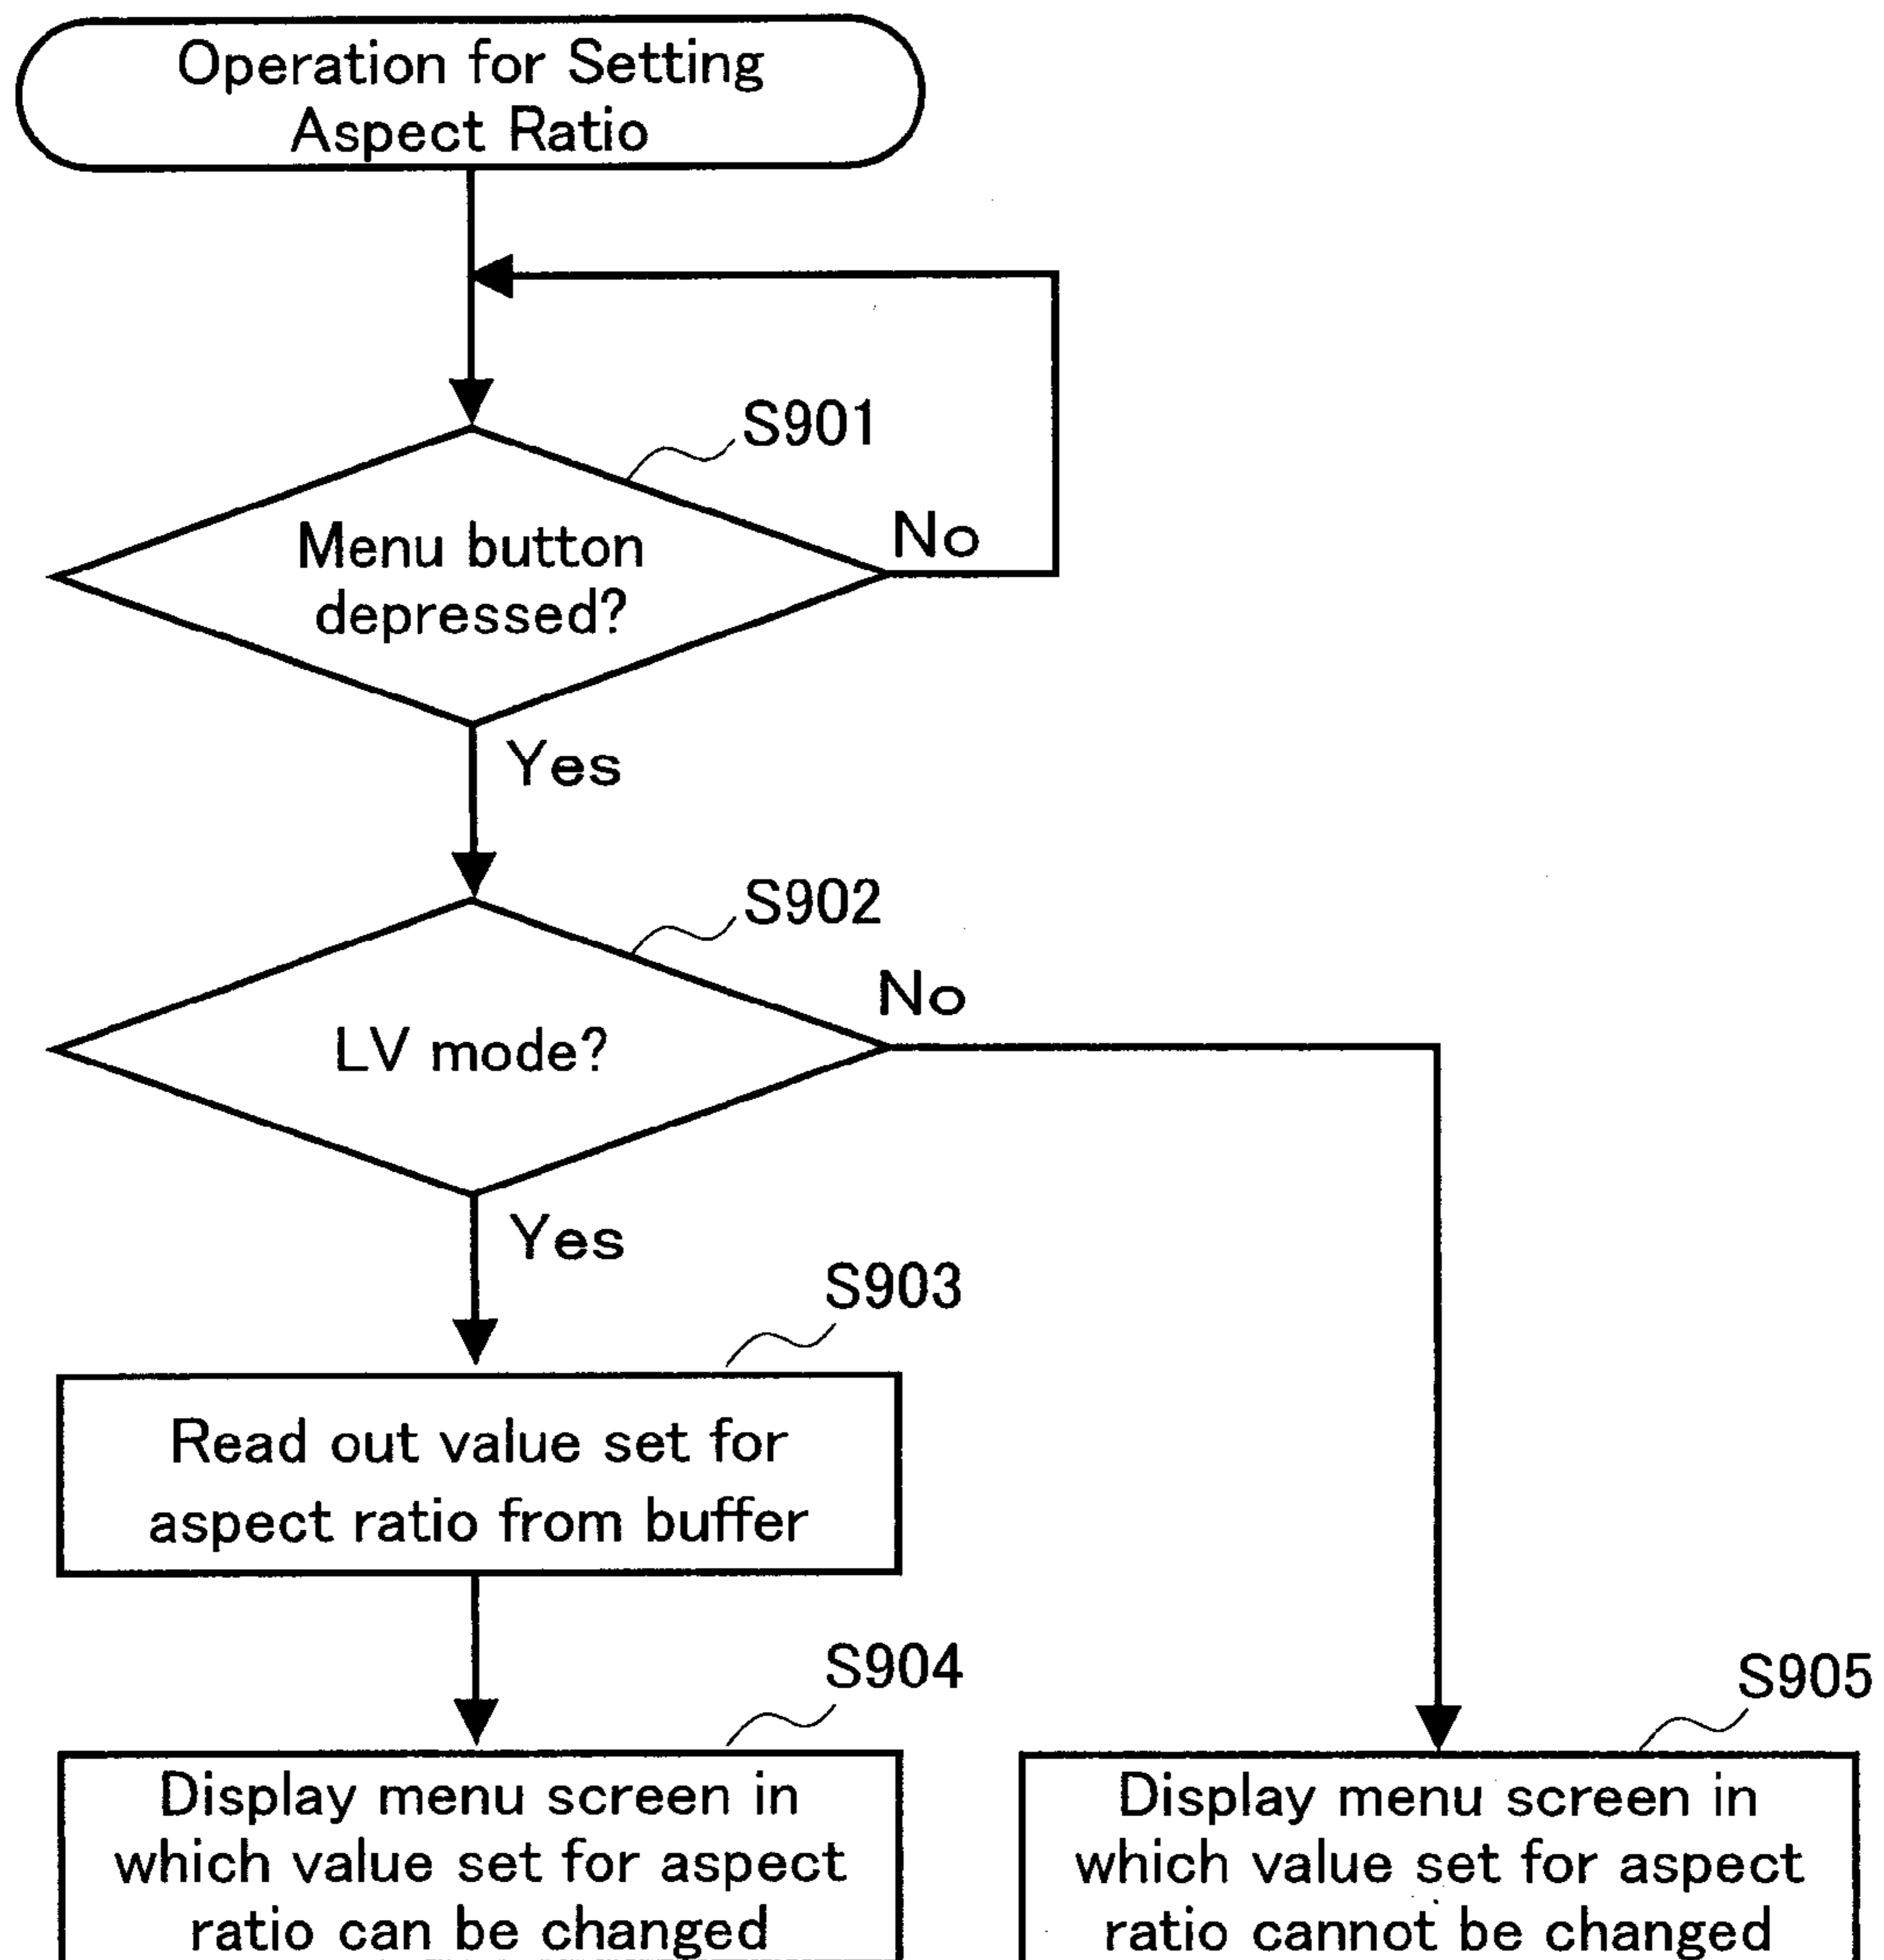 Operation for Setting
Aspect Ratio
S901
Menu button
depressed?
No
Yes
S902
LV mode?
No
Yes
S903
Read out value set for
aspect ratio from buffer
S904
Display menu screen in
which value set for aspect
ratio can be changed
S905
Display menu screen in
which value set for aspect
ratio cannot be changed